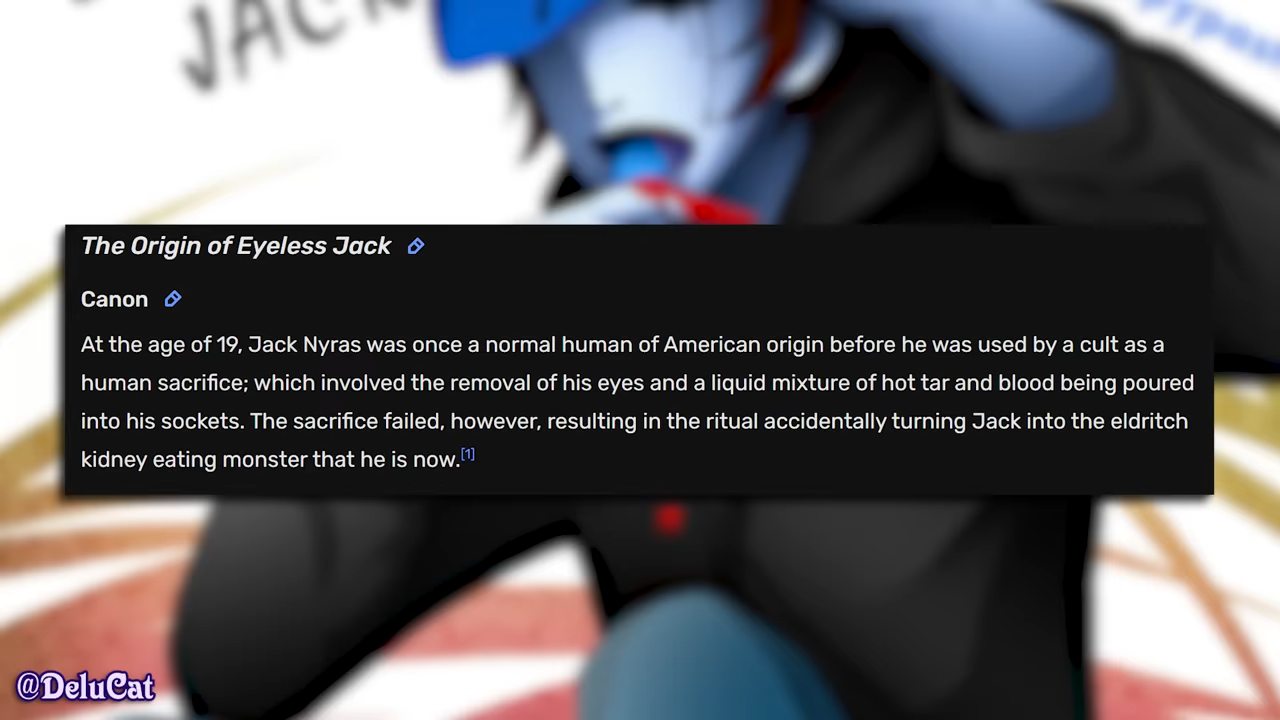 JACK
The Origin of Eyeless Jack
Canon
At the age of 19, Jack Nyras was once a normal human of American origin before he was used by a cult as a
human sacrifice; which involved the removal of his eyes and a liquid mixture of hot tar and blood being poured
into his sockets. The sacrifice failed, however, resulting in the ritual accidentally turning Jack into the eldritch
kidney eating monster that he is now.[1]
@DeluCat